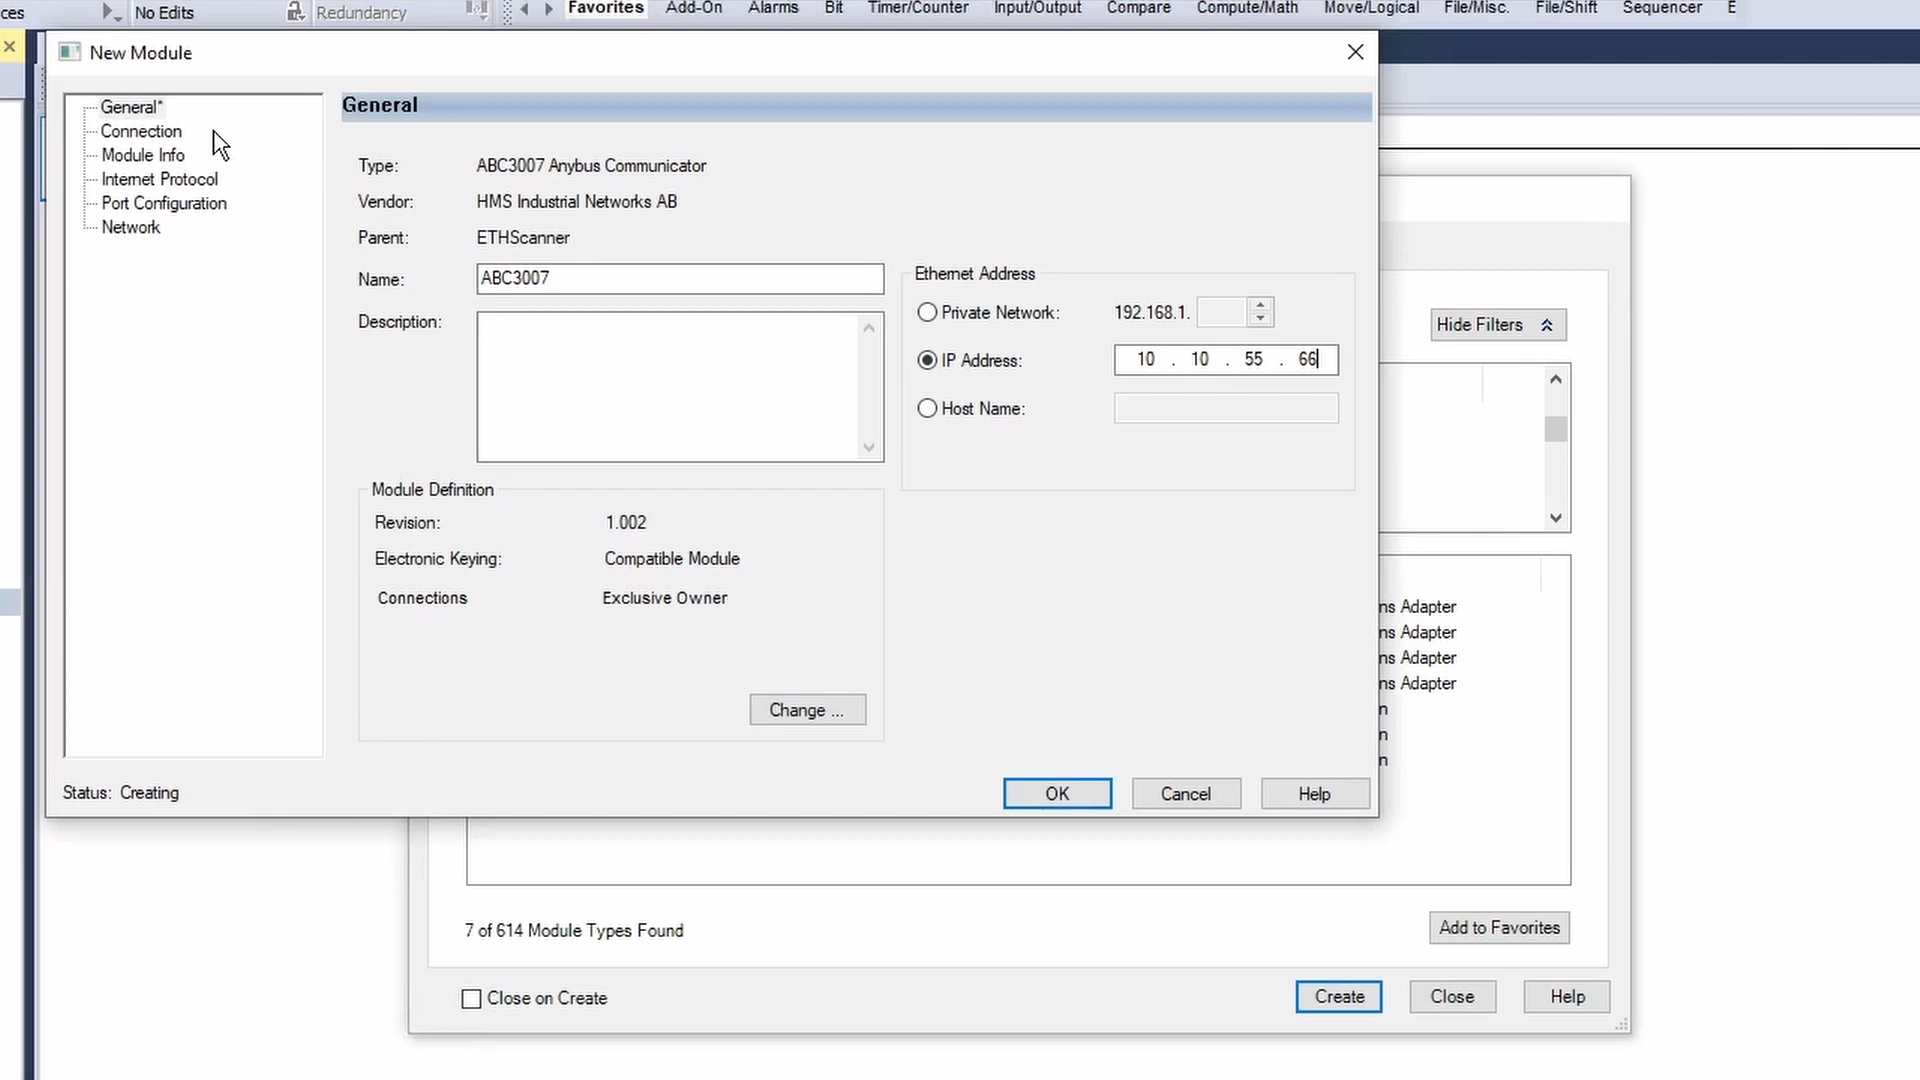 ces No Edits Redundancy Favorites Add-On Alarms Bit Timer/Counter Input/Output Compare Compute/Math Move/Logical File/Misc. File/Shift Sequencer E
New Module
General*
Connection
Module Info
Internet Protocol
Port Configuration
Network
General
Type: ABC3007 Anybus Communicator
Vendor: HMS Industrial Networks AB
Parent: ETHScanner
Name: ABC3007
Description:
Ethernet Address
Private Network: 192.168.1.
IP Address: 10 . 10 . 55 . 66
Host Name:
Module Definition
Revision: 1.002
Electronic Keying: Compatible Module
Connections Exclusive Owner
Change ...
Status: Creating
OK Cancel Help
Hide Filters
ns Adapter
ns Adapter
ns Adapter
ns Adapter
n
n
n
7 of 614 Module Types Found
Add to Favorites
Close on Create
Create Close Help